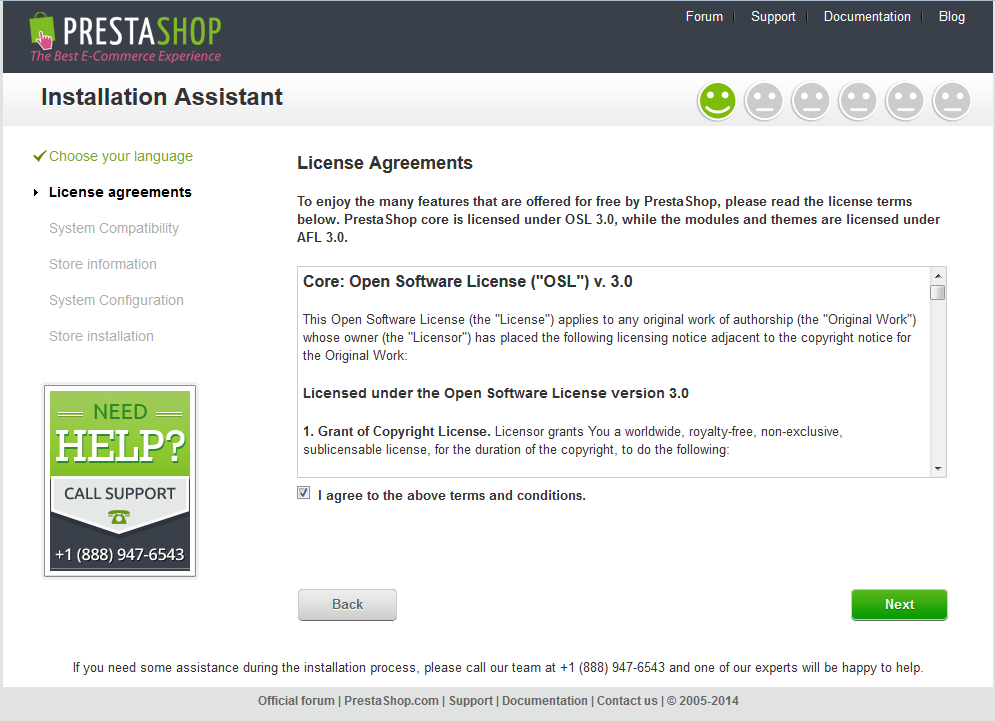 PRESTASHOP
The Best E-Commerce Experience
Forum | Support | Documentation | Blog
Installation Assistant
Choose your language
License agreements
System Compatibility
Store information
System Configuration
Store installation
NEED
HELP?
CALL SUPPORT
+1 (888) 947-6543
License Agreements
To enjoy the many features that are offered for free by PrestaShop, please read the license terms
below. PrestaShop core is licensed under OSL 3.0, while the modules and themes are licensed under
AFL 3.0.
Core: Open Software License ("OSL") v. 3.0
This Open Software License (the "License") applies to any original work of authorship (the "Original Work")
whose owner (the "Licensor") has placed the following licensing notice adjacent to the copyright notice for
the Original Work:
Licensed under the Open Software License version 3.0
1. Grant of Copyright License. Licensor grants You a worldwide, royalty-free, non-exclusive,
sublicensable license, for the duration of the copyright, to do the following:
I agree to the above terms and conditions.
Back
Next
If you need some assistance during the installation process, please call our team at +1 (888) 947-6543 and one of our experts will be happy to help.
Official forum | PrestaShop.com | Support | Documentation | Contact us | © 2005-2014